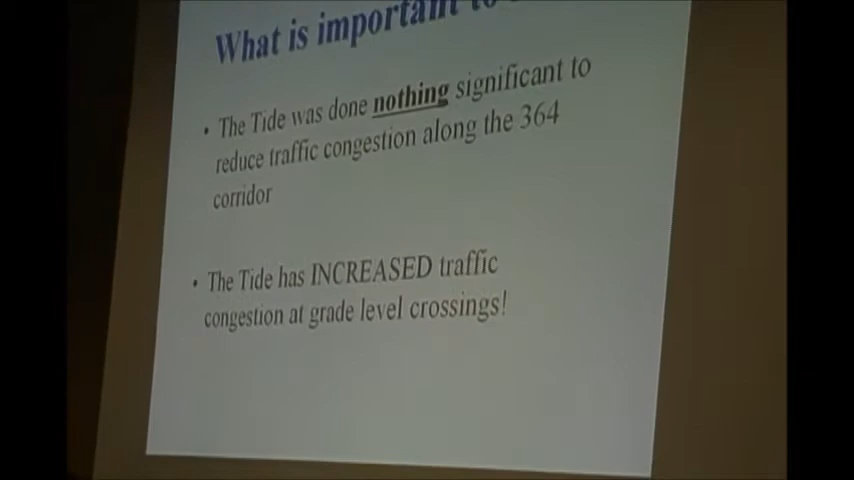 What is important to
• The Tide was done nothing significant to
reduce traffic congestion along the 364
corridor
• The Tide has INCREASED traffic
congestion at grade level crossings!